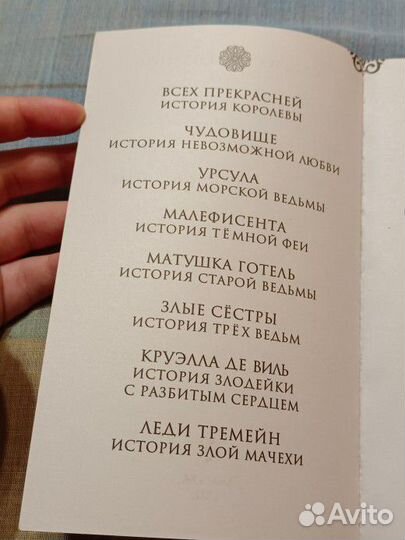 ВСЕХ ПРЕКРАСНЕЙ
ИСТОРИЯ КОРОЛЕВЫ
ЧУДОВИЩЕ
ИСТОРИЯ НЕВОЗМОЖНОЙ ЛЮБВИ
УРСУЛА
ИСТОРИЯ МОРСКОЙ ВЕДЬМЫ
МАЛЕФИСЕНТА
ИСТОРИЯ ТЁМНОЙ ФЕИ
МАТУШКА ГОТЕЛЬ
ИСТОРИЯ СТАРОЙ ВЕДЬМЫ
ЗЛЫЕ СЁСТРЫ
ИСТОРИЯ ТРЁХ ВЕДЬМ
КРУЭЛЛА ДЕ ВИЛЬ
ИСТОРИЯ ЗЛОДЕЙКИ
С РАЗБИТЫМ СЕРДЦЕМ
ЛЕДИ ТРЕМЕЙН
ИСТОРИЯ ЗЛОЙ МАЧЕХИ
Avito